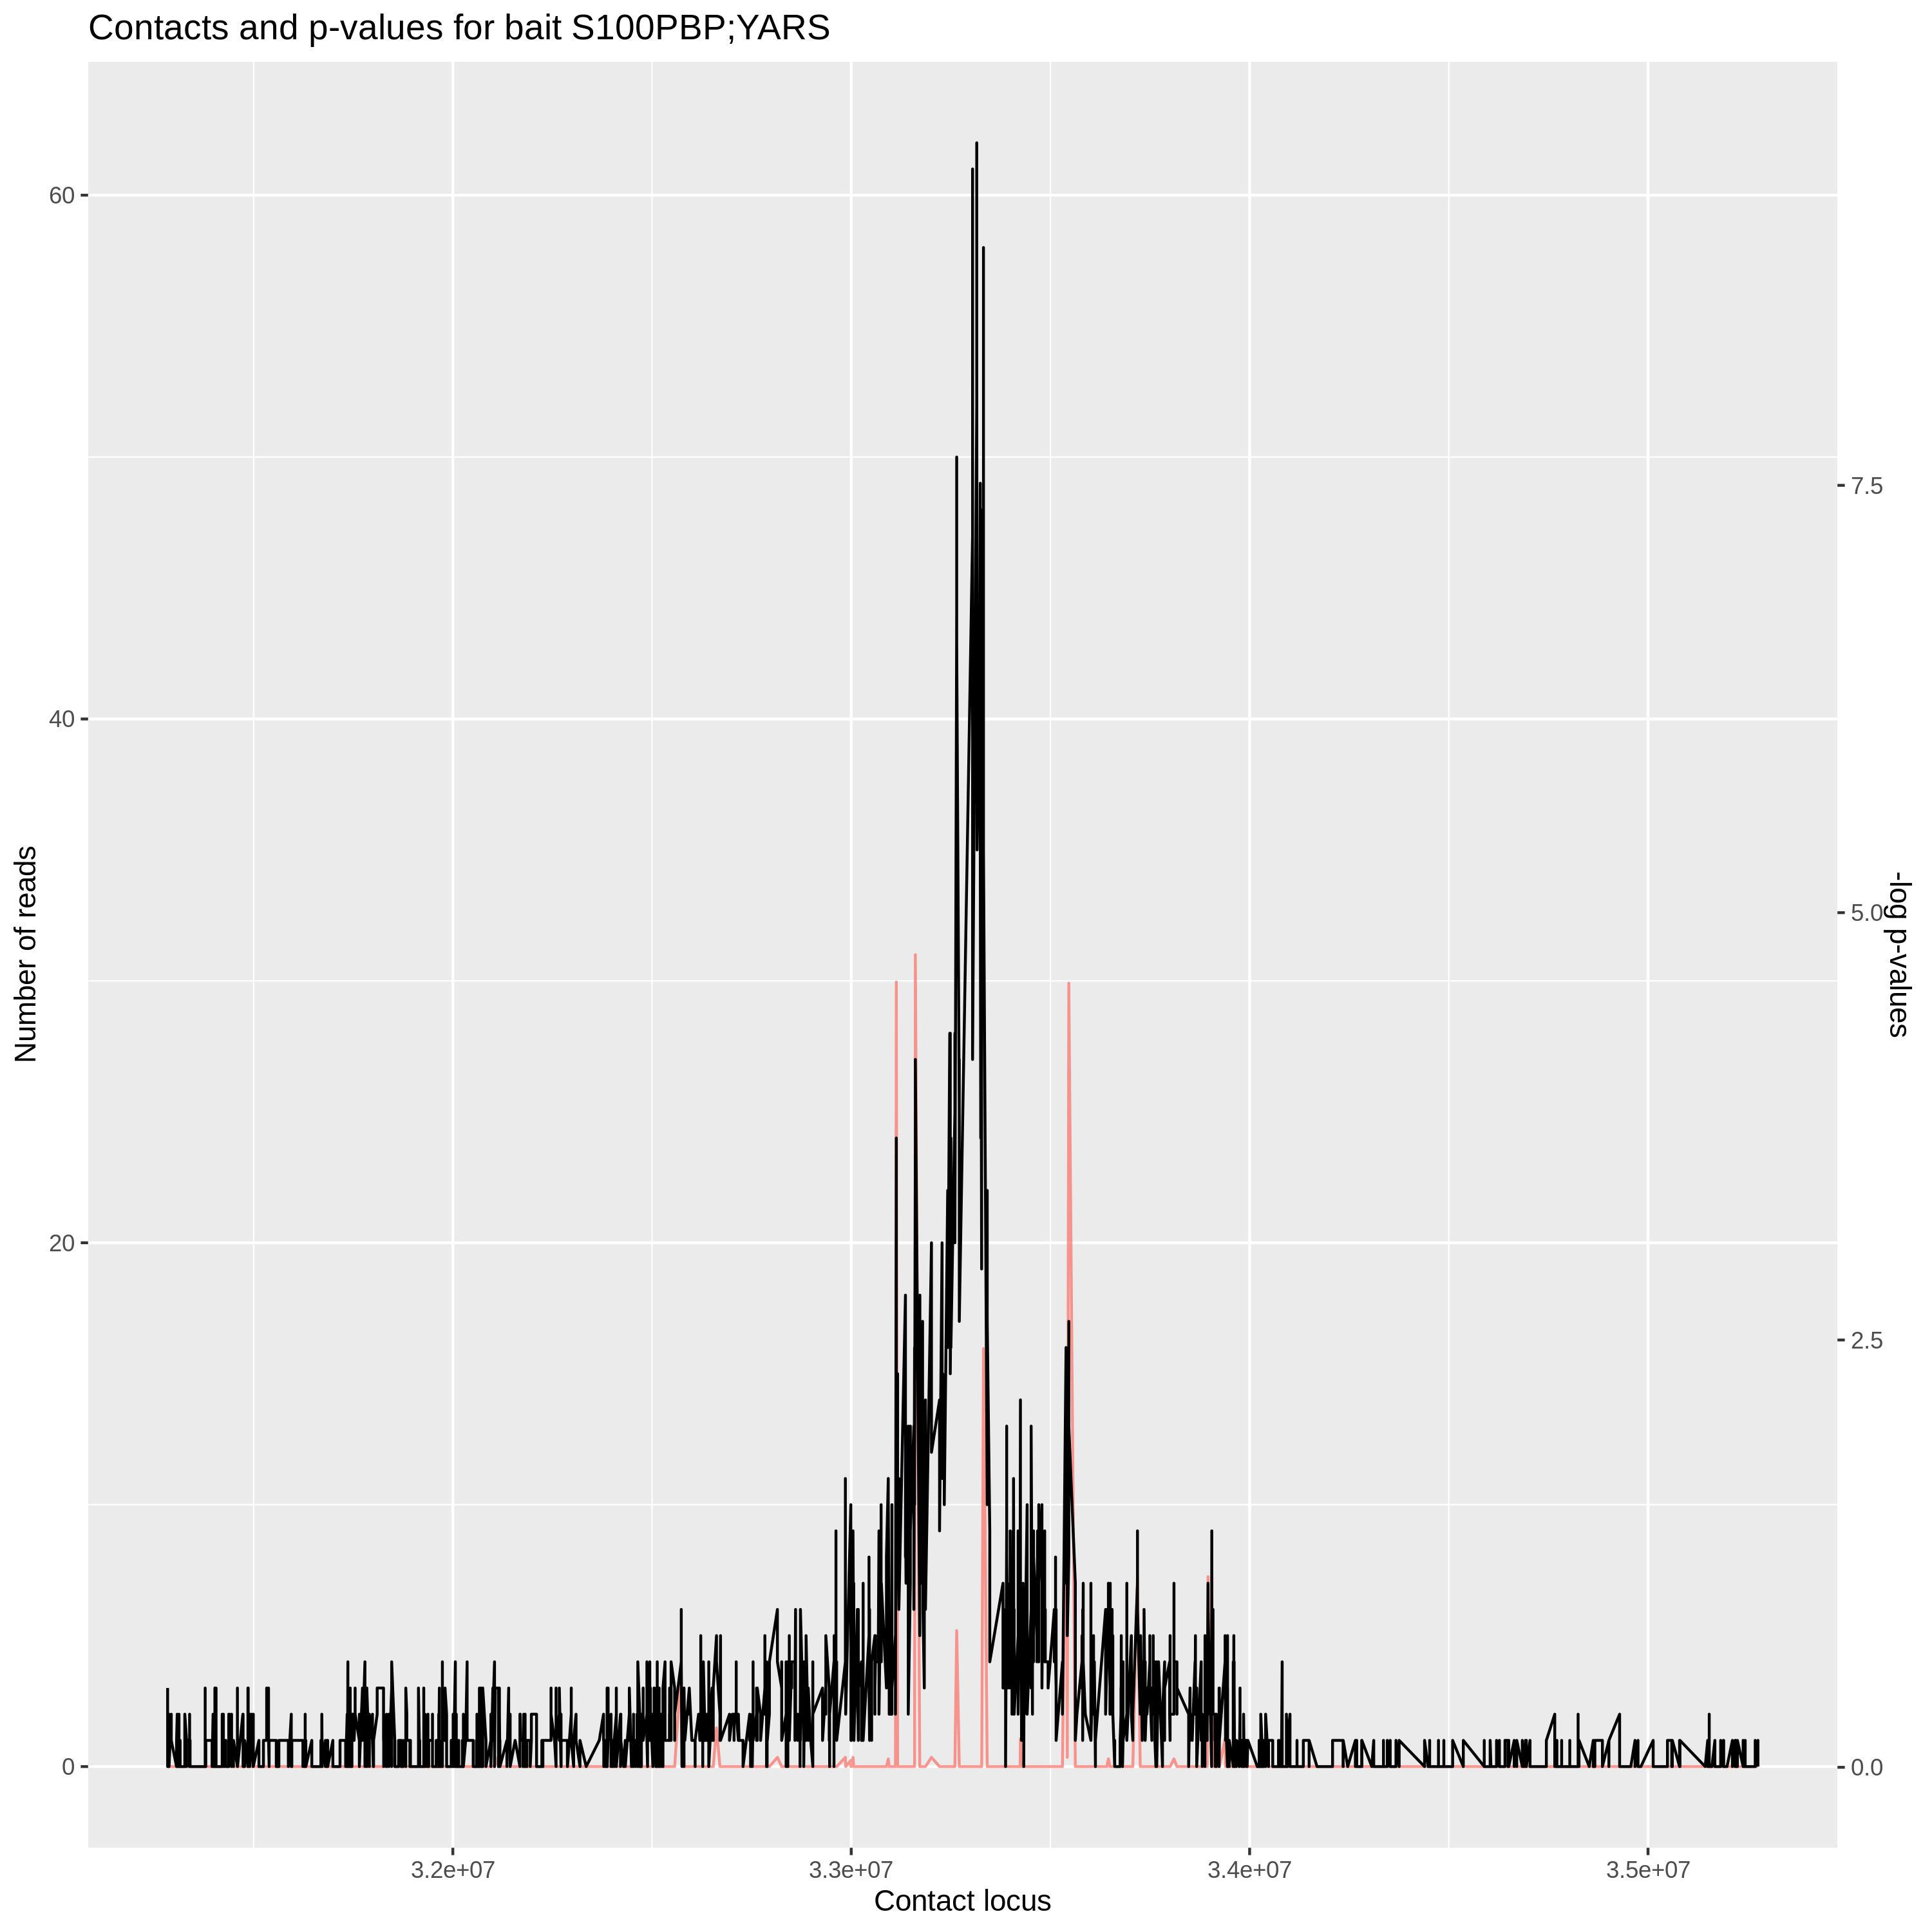 Contacts and p-values for bait S100PBP;YARS
60
40
20
0
Number of reads
7.5
5.0
2.5
0.0
-log p-values
3.2e+07
3.3e+07
3.4e+07
3.5e+07
Contact locus